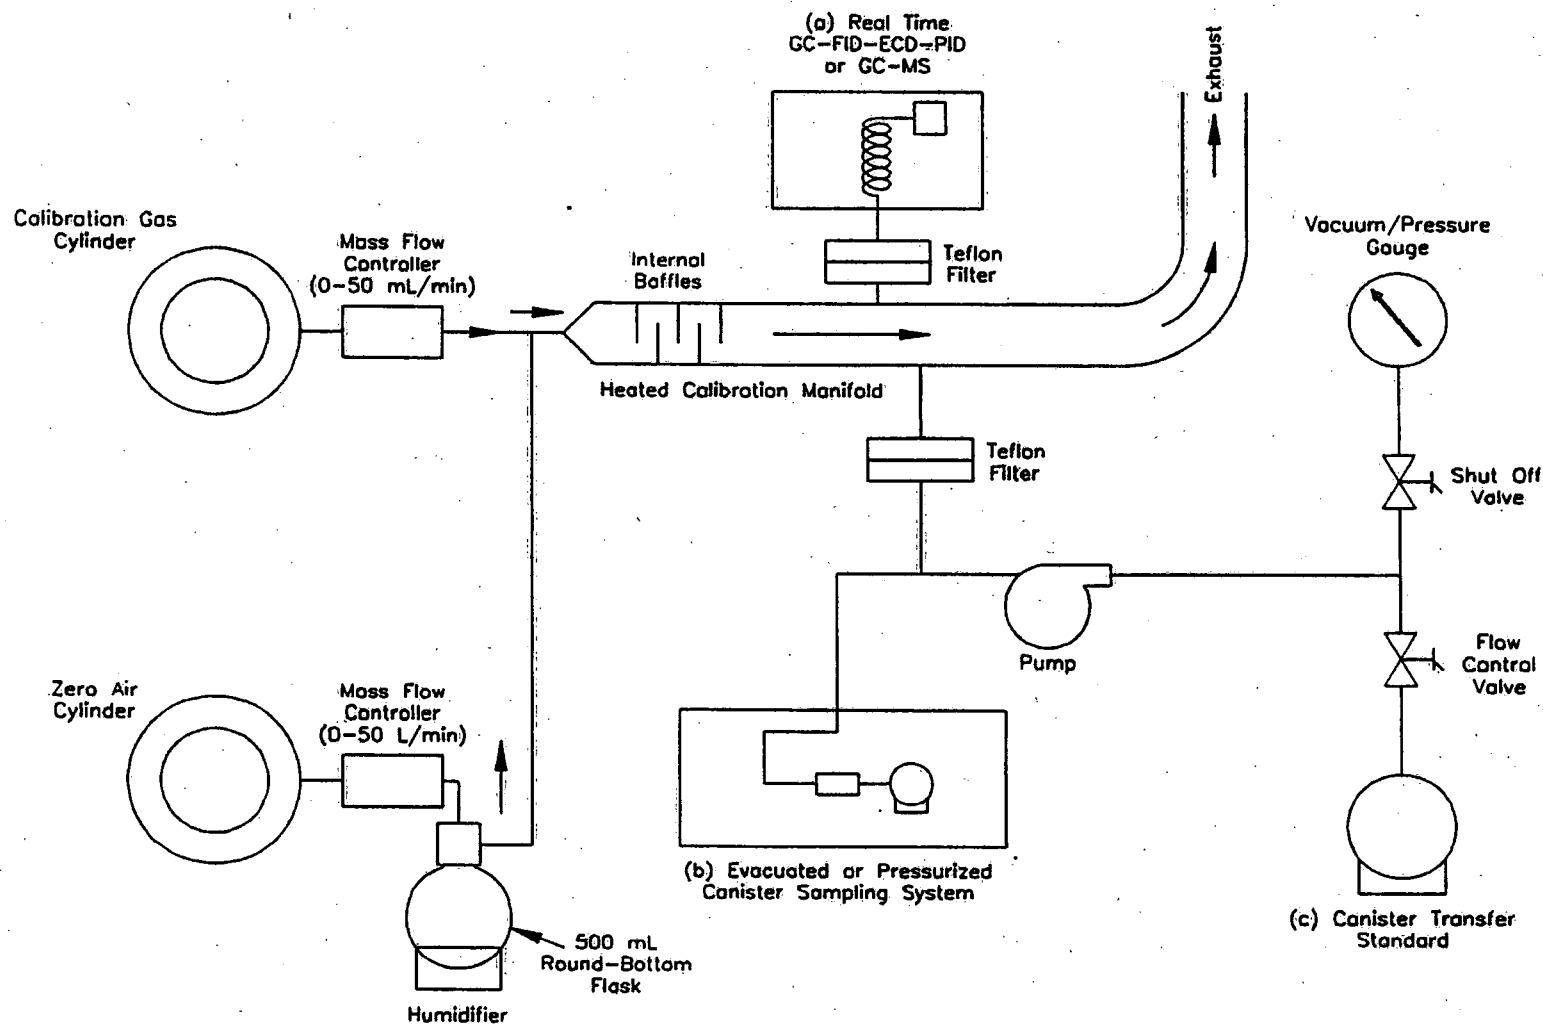 (a) Real Time
GC-FID-ECD-PID
or GC-MS
Exhaust
Calibration Gas
Cylinder
Mass Flow
Controller
(0-50 mL/min)
Internal
Baffles
Teflon
Filter
Vacuum/Pressure
Gauge
Heated Calibration Manifold
Teflon
Filter
Shut Off
Valve
Pump
Flow
Control
Valve
Zero Air
Cylinder
Mass Flow
Controller
(0-50 L/min)
(b) Evacuated or Pressurized
Canister Sampling System
(c) Canister Transfer
Standard
500 mL
Round-Bottom
Flask
Humidifier